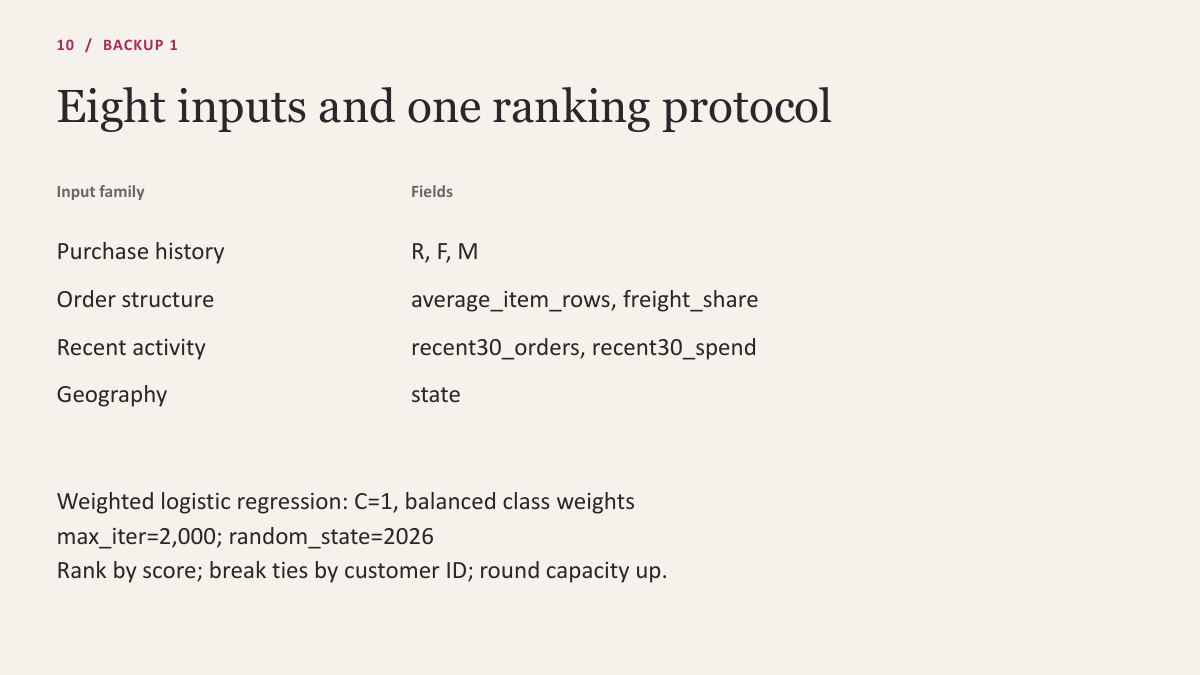 10 / BACKUP 1
Eight inputs and one ranking protocol
Input family Fields
Purchase history R, F, M
Order structure average_item_rows, freight_share
Recent activity recent30_orders, recent30_spend
Geography state
Weighted logistic regression: C=1, balanced class weights
max_iter=2,000; random_state=2026
Rank by score; break ties by customer ID; round capacity up.